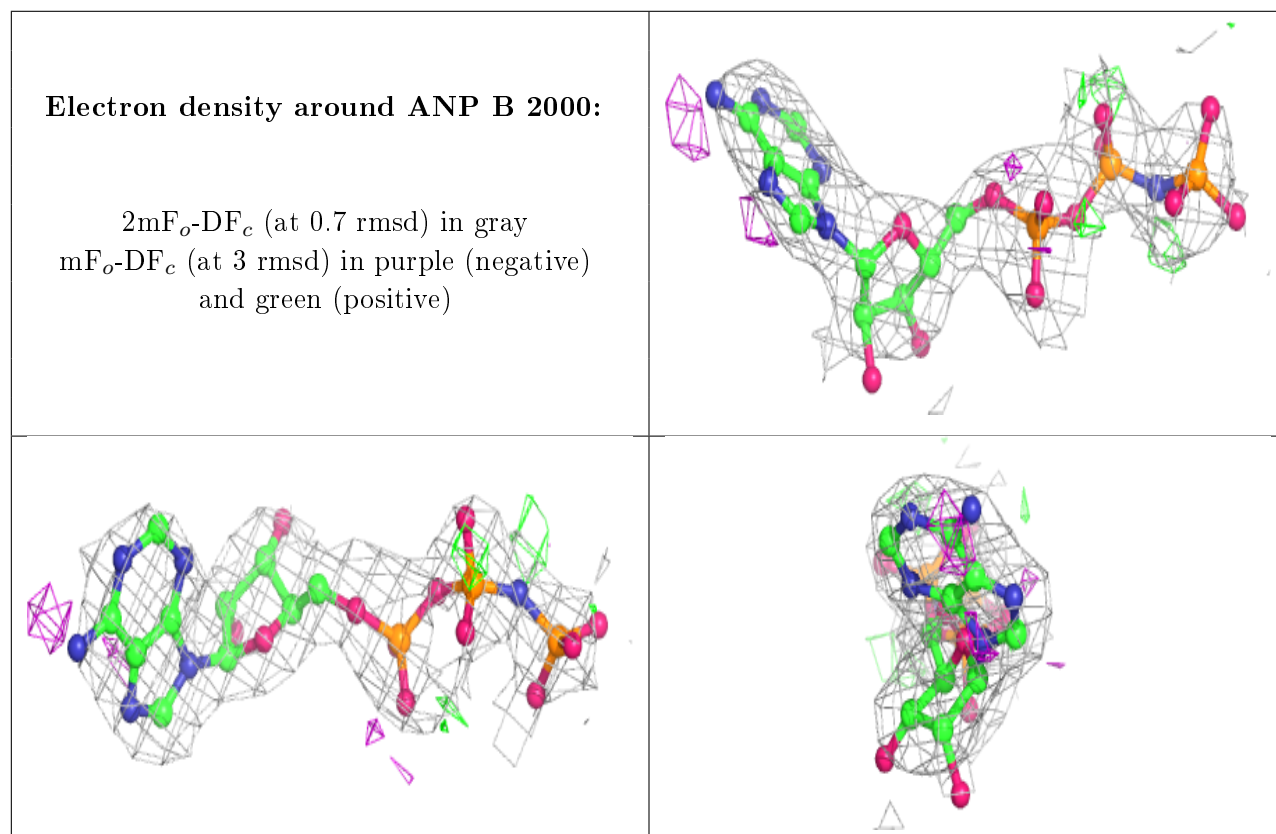 Electron density around ANP B 2000:
2mFo-DFc (at 0.7 rmsd) in gray
mFo-DFc (at 3 rmsd) in purple (negative)
and green (positive)